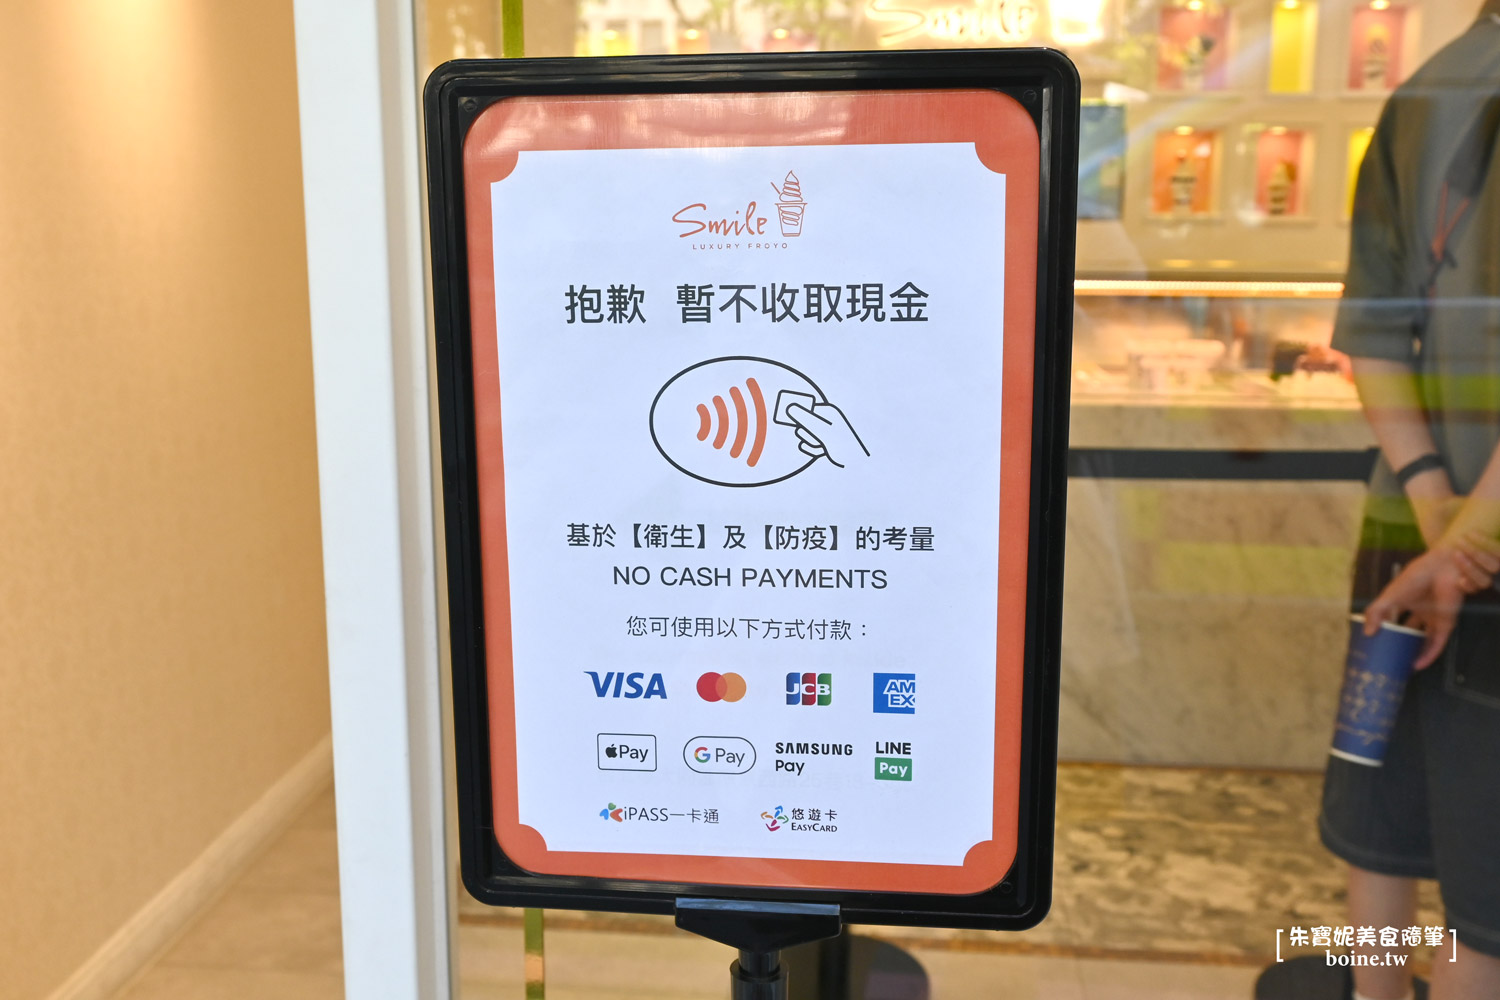 Smile
Smile
LUXURY FROYO
抱歉 暫不收取現金
基於【衛生】及【防疫】的考量
NO CASH PAYMENTS
您可使用以下方式付款：
VISA JCB AMEX
Pay G Pay SAMSUNG Pay LINE Pay
iPASS一卡通 悠遊卡 EASYCARD
[朱寶妮美食隨筆]
boine.tw